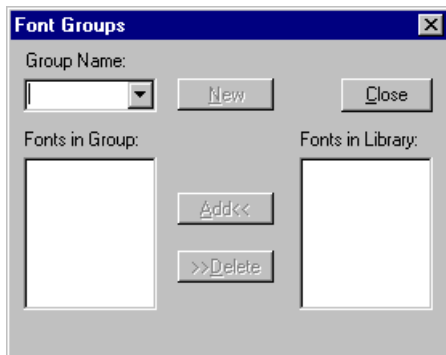 Font Groups
Group Name:
New
Close
Fonts in Group:
Fonts in Library:
Add<<
>>Delete